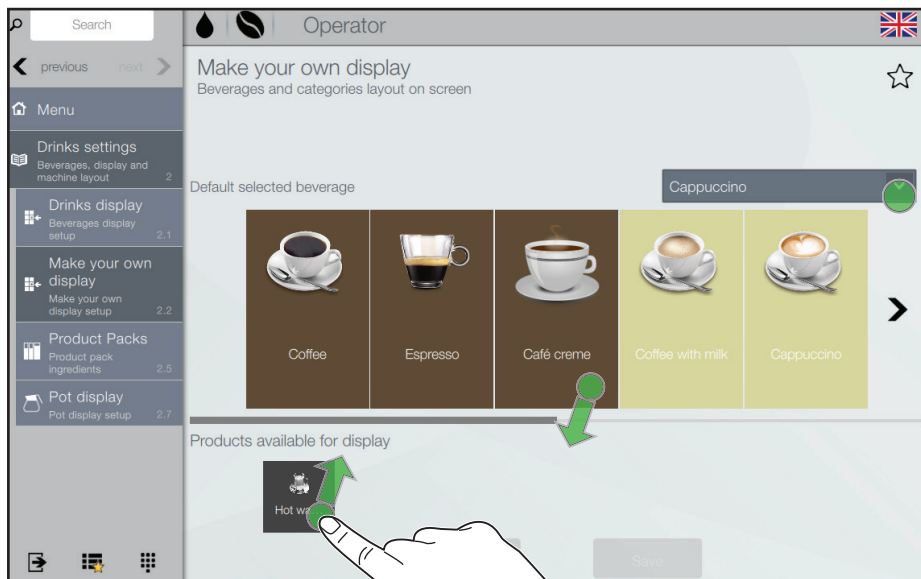 Search
Operator
previous next
Make your own display
Beverages and categories layout on screen
Menu
Drinks settings
Beverages, display and
machine layout 2
Drinks display
Beverages display
setup 2.1
Make your own
display
Make your own
display setup 2.2
Product Packs
Product pack
ingredients 2.5
Pot display
Pot display setup 2.7
Default selected beverage
Cappuccino
Coffee
Espresso
Café creme
Coffee with milk
Cappuccino
Products available for display
Hot
Save